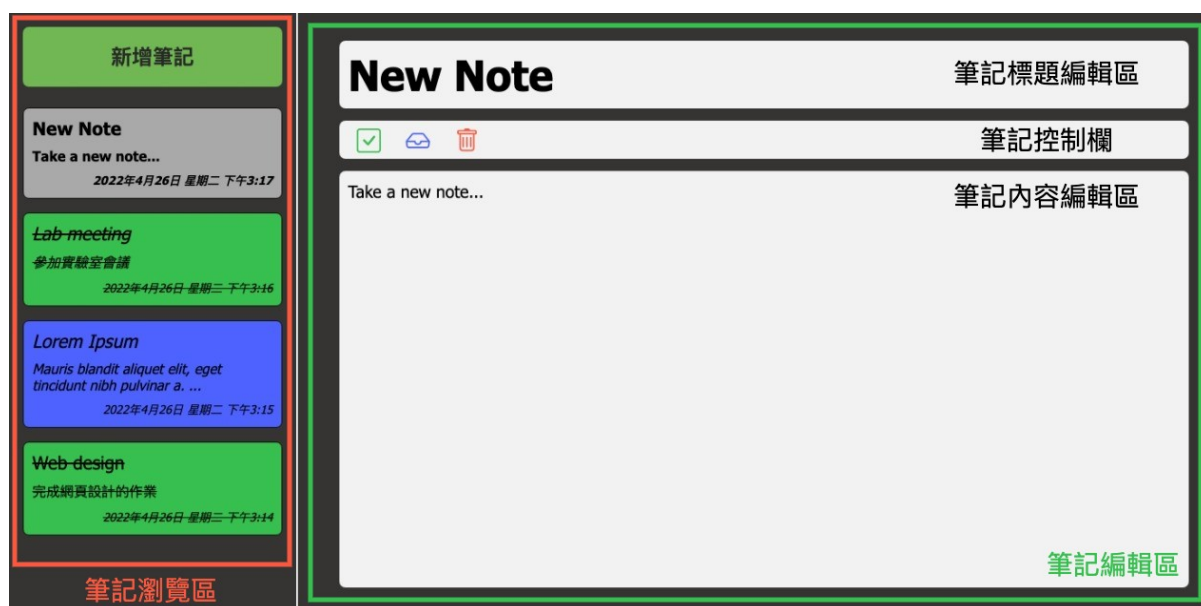 新增筆記
New Note
Take a new note...
2022年4月26日 星期二 下午3:17
Lab meeting
參加實驗室會議
2022年4月26日 星期二 下午3:16
Lorem Ipsum
Mauris blandit aliquet elit, eget
tincidunt nibh pulvinar a. ...
2022年4月26日 星期二 下午3:15
Web design
完成網頁設計的作業
2022年4月26日 星期二 下午3:14
筆記瀏覽區
New Note
筆記標題編輯區
筆記控制欄
Take a new note...
筆記內容編輯區
筆記編輯區